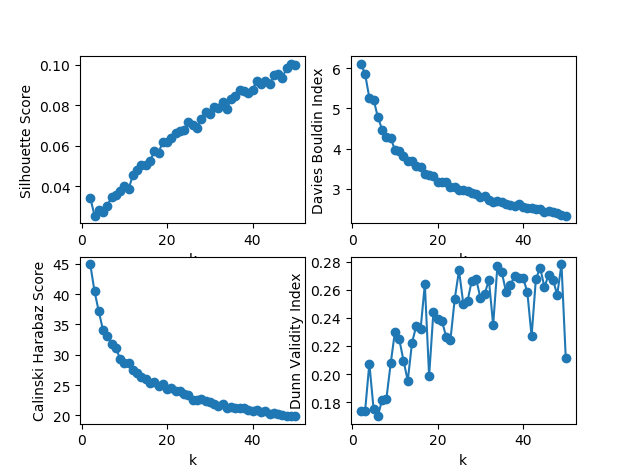 Silhouette Score
0.10
0.08
0.06
0.04
0 20 40
k
Davies Bouldin Index
6
5
4
3
0 20 40
k
Calinski Harabaz Score
45
40
35
30
25
20
0 20 40
k
Dunn Validity Index
0.28
0.26
0.24
0.22
0.20
0.18
0 20 40
k